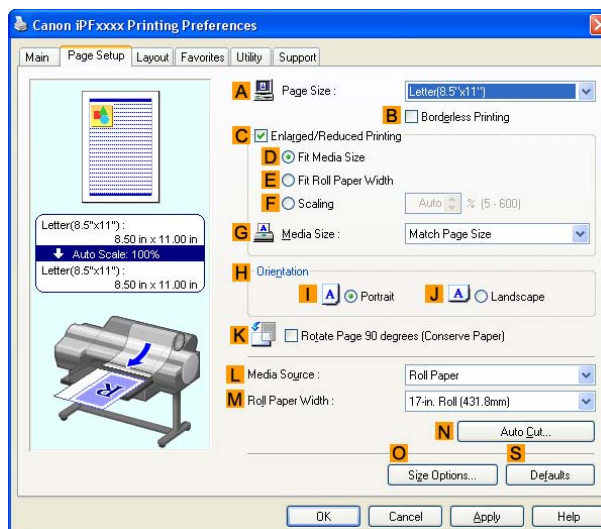 Canon iPFxxxx Printing Preferences
Main Page Setup Layout Favorites Utility Support
A Page Size : Letter(8.5"x11")
B Borderless Printing
C Enlarged/Reduced Printing
D Fit Media Size
E Fit Roll Paper Width
F Scaling Auto % (5 - 600)
G Media Size : Match Page Size
Letter(8.5"x11") :
8.50 in x 11.00 in
Auto Scale: 100%
Letter(8.5"x11") :
8.50 in x 11.00 in
H Orientation
I A Portrait J A Landscape
K Rotate Page 90 degrees (Conserve Paper)
L Media Source : Roll Paper
M Roll Paper Width : 17-in. Roll (431.8mm)
N Auto Cut...
O S
Size Options... Defaults
R
OK Cancel Apply Help